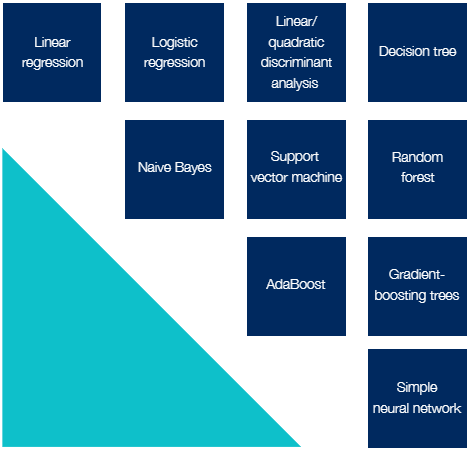 Linear
regression
Logistic
regression
Linear/
quadratic
discriminant
analysis
Decision tree
Naive Bayes
Support
vector machine
Random
forest
AdaBoost
Gradient-
boosting trees
Simple
neural network